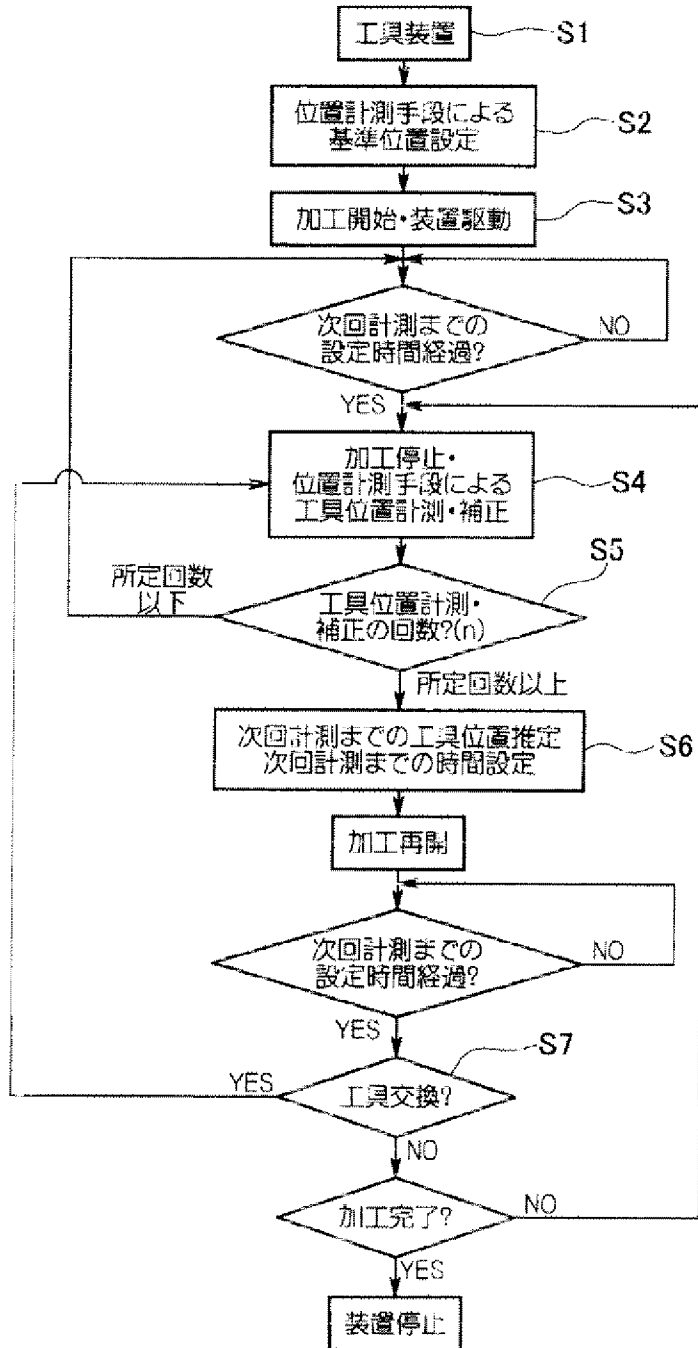 工具装置
S1
位置計測手段による
基準位置設定
S2
加工開始・装置駆動
S3
次回計測までの
設定時間経過?
NO
YES
加工停止・
位置計測手段による
工具位置計測・補正
S4
所定回数
以下
工具位置計測・
補正の回数?(n)
S5
所定回数以上
次回計測までの工具位置推定
次回計測までの時間設定
S6
加工再開
次回計測までの
設定時間経過?
NO
YES
S7
YES
工具交換?
NO
加工完了?
NO
YES
装置停止